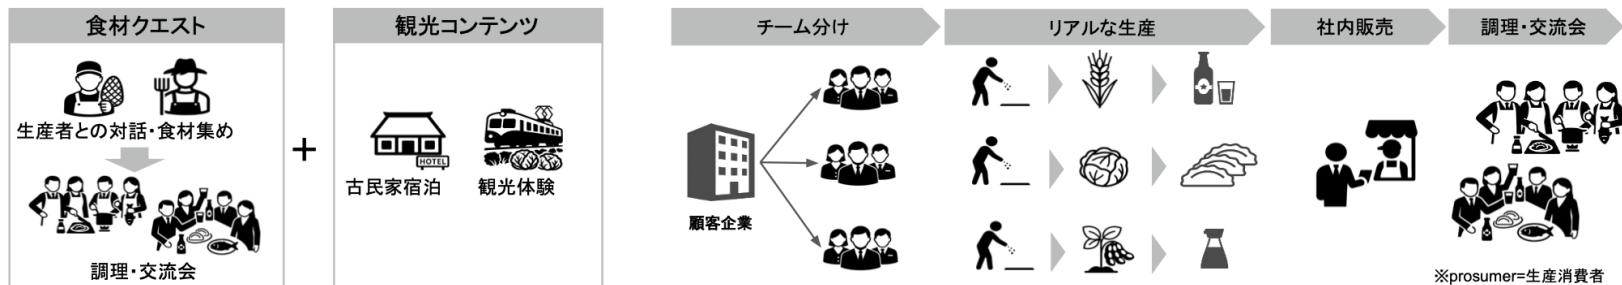 食材クエスト
生産者との対話・食材集め
調理・交流会
+
観光コンテンツ
HOTEL
古民家宿泊
観光体験
チーム分け
リアルな生産
社内販売
調理・交流会
顧客企業
※prosumer=生産消費者